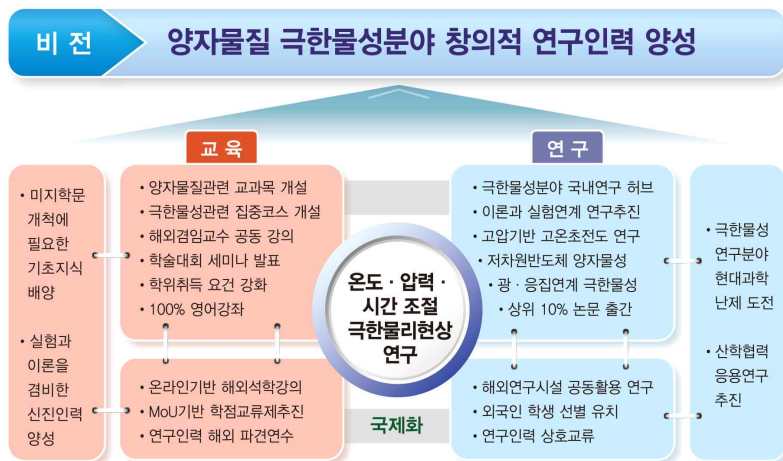 비 전
양자물질 극한물성분야 창의적 연구인력 양성
교 육
연 구
• 미지학문
개척에
필요한
기초지식
배양
• 실험과
이론을
겸비한
신진인력
양성
• 양자물질관련 교과목 개설
• 극한물성관련 집중코스 개설
• 해외겸임교수 공동 강의
• 학술대회 세미나 발표
• 학위취득 요건 강화
• 100% 영어강좌
• 온라인기반 해외석학강의
• MoU기반 학점교류제추진
• 연구인력 해외 파견연수
온도 · 압력 ·
시간 조절
극한물리현상
연구
국제화
• 극한물성분야 국내연구 허브
• 이론과 실험연계 연구추진
• 고압기반 고온초전도 연구
• 저차원반도체 양자물성
• 광 · 응집연계 극한물성
• 상위 10% 논문 출간
• 해외연구시설 공동활용 연구
• 외국인 학생 선별 유치
• 연구인력 상호교류
• 극한물성
연구분야
현대과학
난제 도전
• 산학협력
응용연구
추진